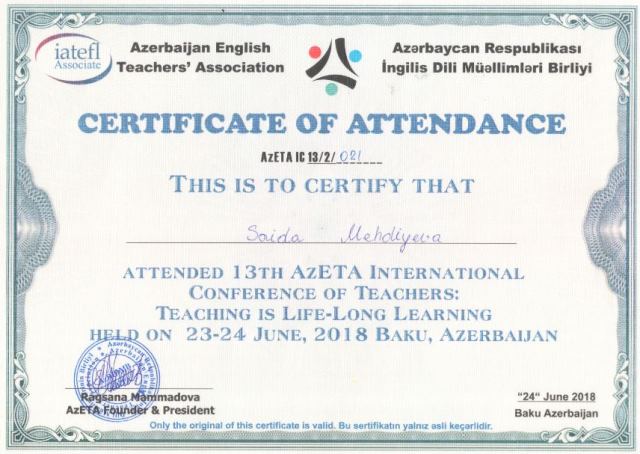 iatefl
Associate
Azerbaijan English
Teachers' Association
Azərbaycan Respublikası
İngilis Dili Müəllimləri Birliyi
CERTIFICATE OF ATTENDANCE
AzETA IC 13/2/ 021
THIS IS TO CERTIFY THAT
Saida Mehdiyeva
ATTENDED 13TH AZETA INTERNATIONAL
CONFERENCE OF TEACHERS:
TEACHING IS LIFE-LONG LEARNING
HELD ON 23-24 JUNE, 2018 BAKU, AZERBAIJAN
Ragsana Mammadova
AzETA Founder & President
"24" June 2018
Baku Azerbaijan
Only the original of this certificate is valid. Bu sertifikatın yalnız əsli keçərlidir.